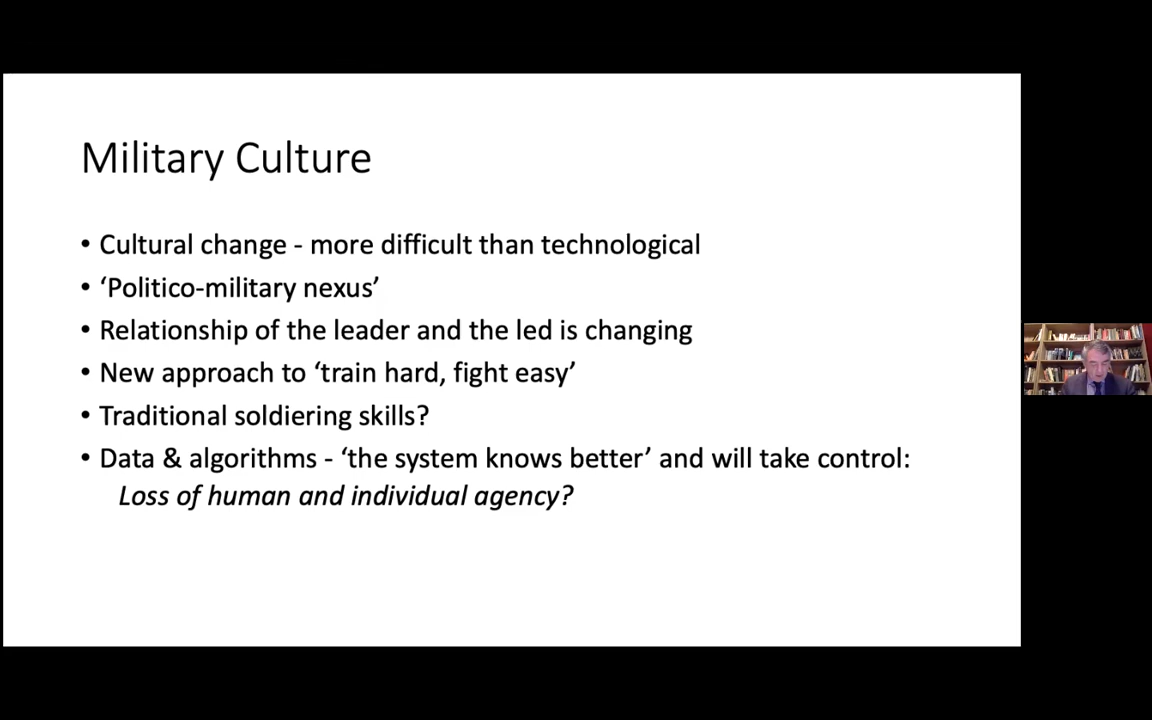 Military Culture
• Cultural change - more difficult than technological
• ‘Politico-military nexus’
• Relationship of the leader and the led is changing
• New approach to ‘train hard, fight easy’
• Traditional soldiering skills?
• Data & algorithms - ‘the system knows better’ and will take control:
Loss of human and individual agency?